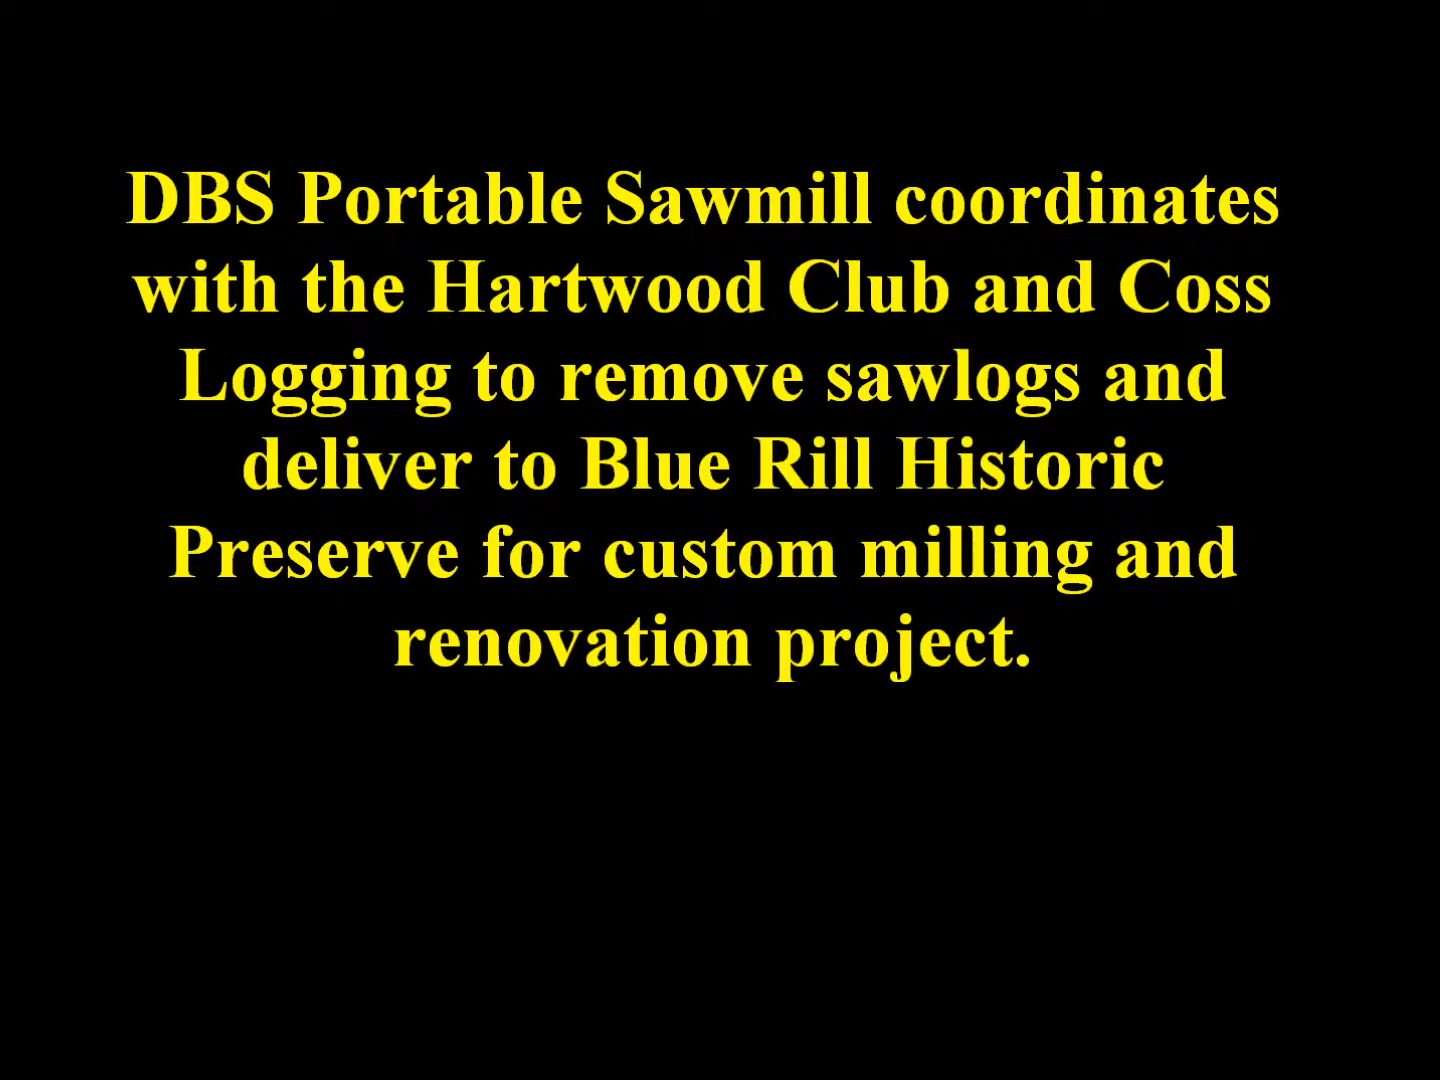 DBS Portable Sawmill coordinates
with the Hartwood Club and Coss
Logging to remove sawlogs and
deliver to Blue Rill Historic
Preserve for custom milling and
renovation project.